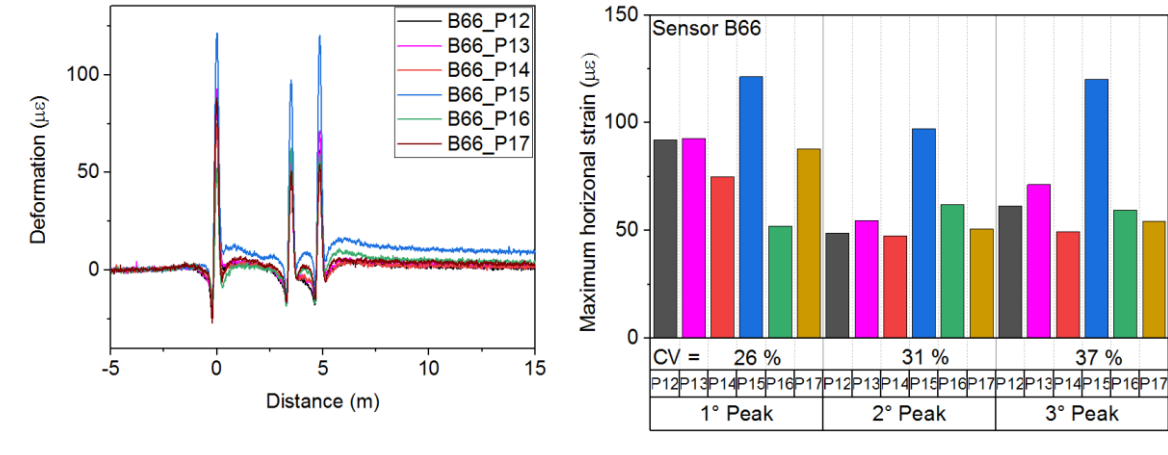 B66_P12
B66_P13
B66_P14
B66_P15
B66_P16
B66_P17
Deformation (με)
100
50
0
-5
0
5
10
15
Distance (m)
Sensor B66
Maximum horizonal strain (με)
150
100
50
0
CV = 26 % 31 % 37 %
P12 P13 P14 P15 P16 P17 P12 P13 P14 P15 P16 P17 P12 P13 P14 P15 P16 P17
1° Peak 2° Peak 3° Peak